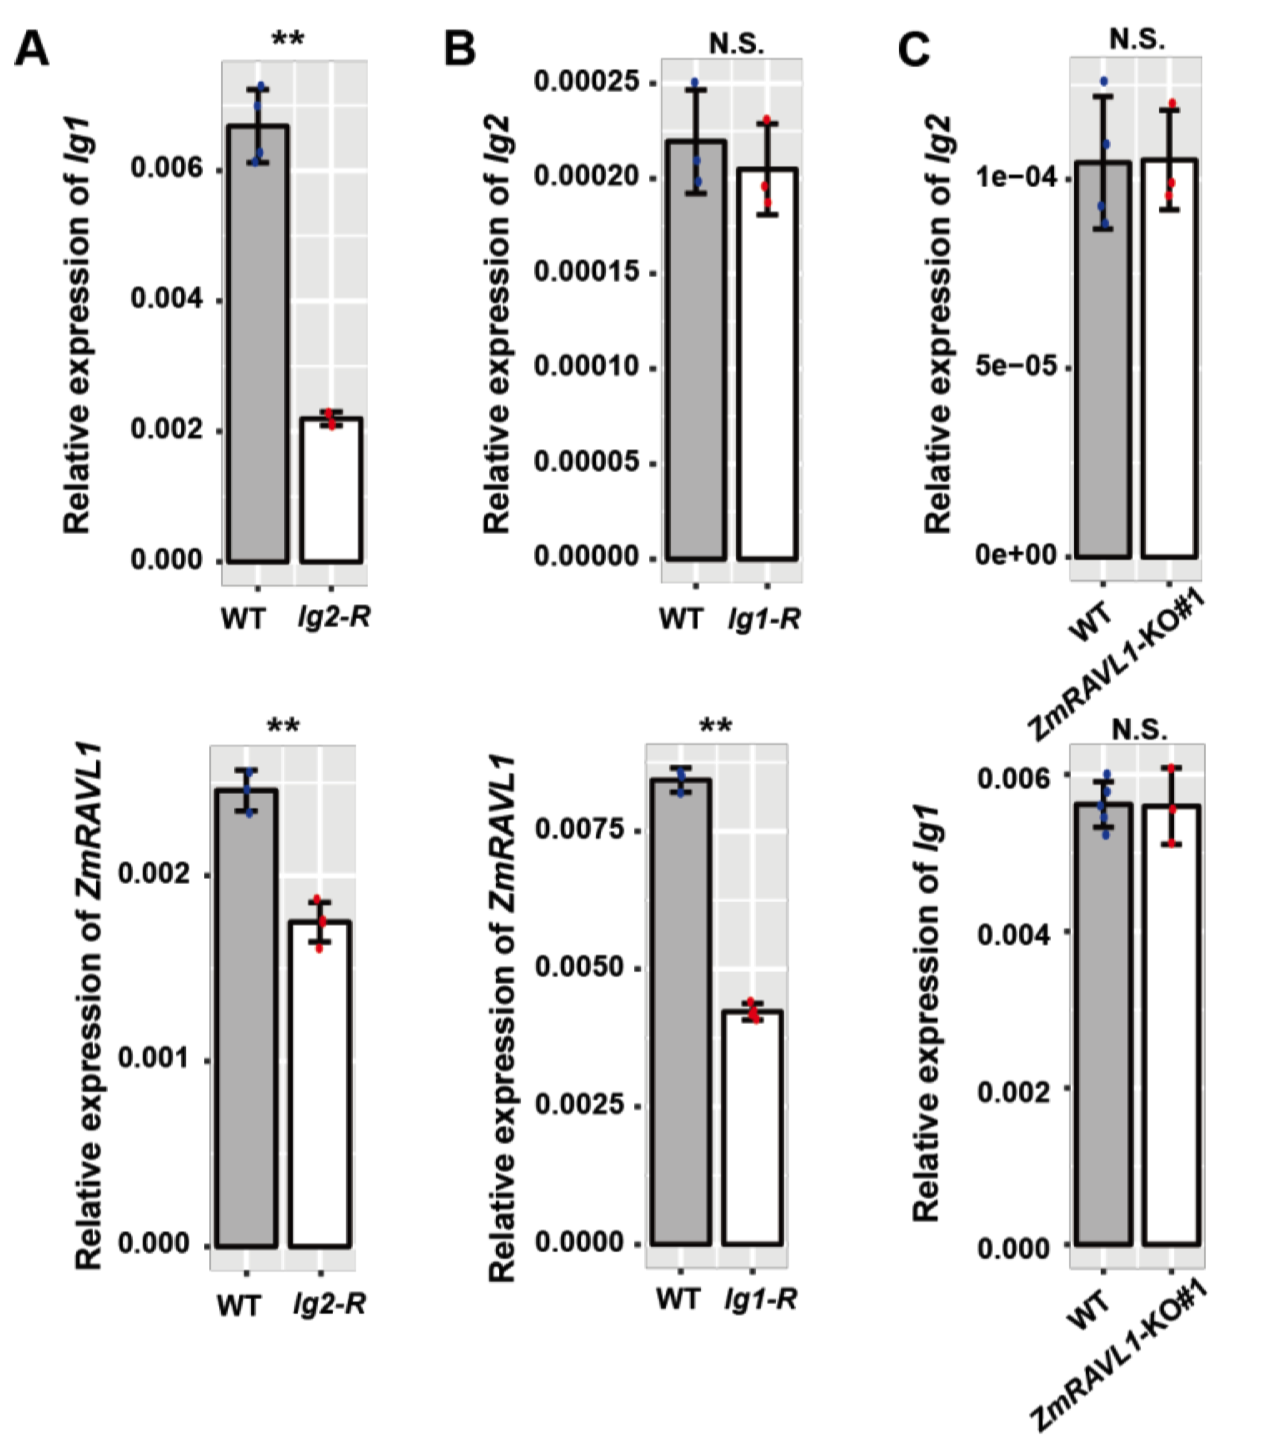 A
**
Relative expression of lg1
0.006
0.004
0.002
0.000
WT
lg2-R
B
N.S.
Relative expression of lg2
0.00025
0.00020
0.00015
0.00010
0.00005
0.00000
WT
lg1-R
C
N.S.
Relative expression of lg2
1e−04
5e−05
0e+00
WT
ZmRAVL1-KO#1
**
Relative expression of ZmRAVL1
0.002
0.001
0.000
WT
lg2-R
**
Relative expression of ZmRAVL1
0.0075
0.0050
0.0025
0.0000
WT
lg1-R
N.S.
Relative expression of lg1
0.006
0.004
0.002
0.000
WT
ZmRAVL1-KO#1